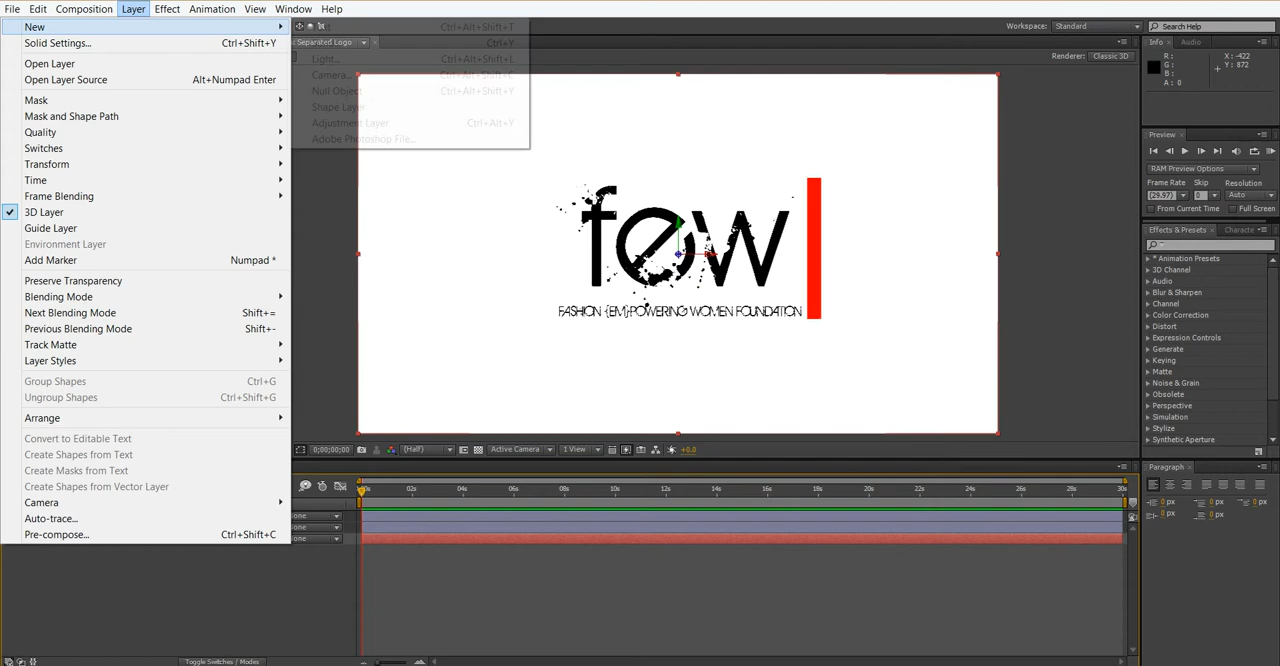 File Edit Composition Layer Effect Animation View Window Help
New Ctrl+Alt+Shift+T Workspace: Standard Search Help
Solid Settings... Ctrl+Shift+Y Ctrl+Y Separated Logo Info Audio
Light... Ctrl+Alt+Shift+L Renderer: Classic 3D R: X: -422
Open Layer G: Y: 872
Open Layer Source Alt+Numpad Enter Camera... Ctrl+Alt+Shift+C B:
Null Object Ctrl+Alt+Shift+Y A: 0
Mask Shape Layer
Mask and Shape Path Adjustment Layer Ctrl+Alt+Y
Quality Adobe Photoshop File... Preview
Switches
Transform RAM Preview Options
Time Frame Rate Skip Resolution
Frame Blending (29.97) 0 Auto
3D Layer From Current Time Full Screen
Guide Layer few Effects & Presets Characte
Environment Layer
Add Marker Numpad * * Animation Presets
3D Channel
Preserve Transparency Audio
Blending Mode Blur & Sharpen
Next Blending Mode Shift+= FASHION {EM}POWERING WOMEN FOUNDATION Channel
Previous Blending Mode Shift+- Color Correction
Track Matte Distort
Layer Styles Expression Controls
Generate
Group Shapes Ctrl+G Keying
Ungroup Shapes Ctrl+Shift+G Matte
Noise & Grain
Arrange Obsolete
Perspective
Convert to Editable Text Simulation
Create Shapes from Text Stylize
Create Masks from Text 0;00;00;00 (Half) Active Camera 1 View +0.0 Synthetic Aperture
Create Shapes from Vector Layer Paragraph
Camera 02s 04s 06s 08s 10s 12s 14s 16s 18s 20s 22s 24s 26s 28s 30s
Auto-trace... 0 px 0 px 0 px
Pre-compose... Ctrl+Shift+C 0 px 0 px
Toggle Switches / Modes